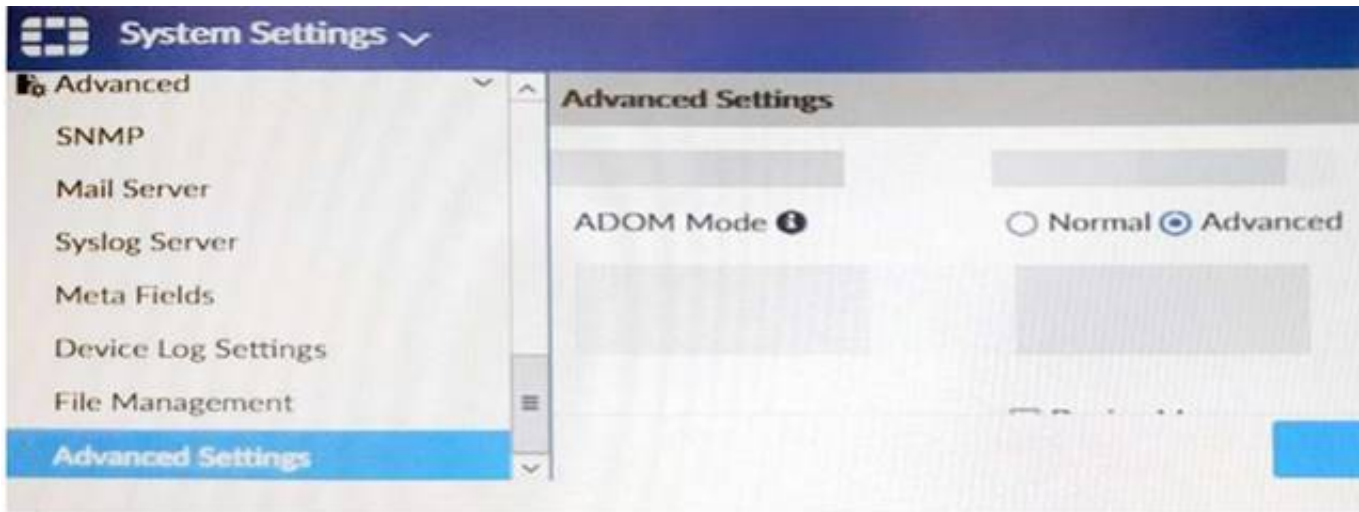 System Settings
Advanced
SNMP
Mail Server
Syslog Server
Meta Fields
Device Log Settings
File Management
Advanced Settings
Advanced Settings
ADOM Mode
Normal Advanced